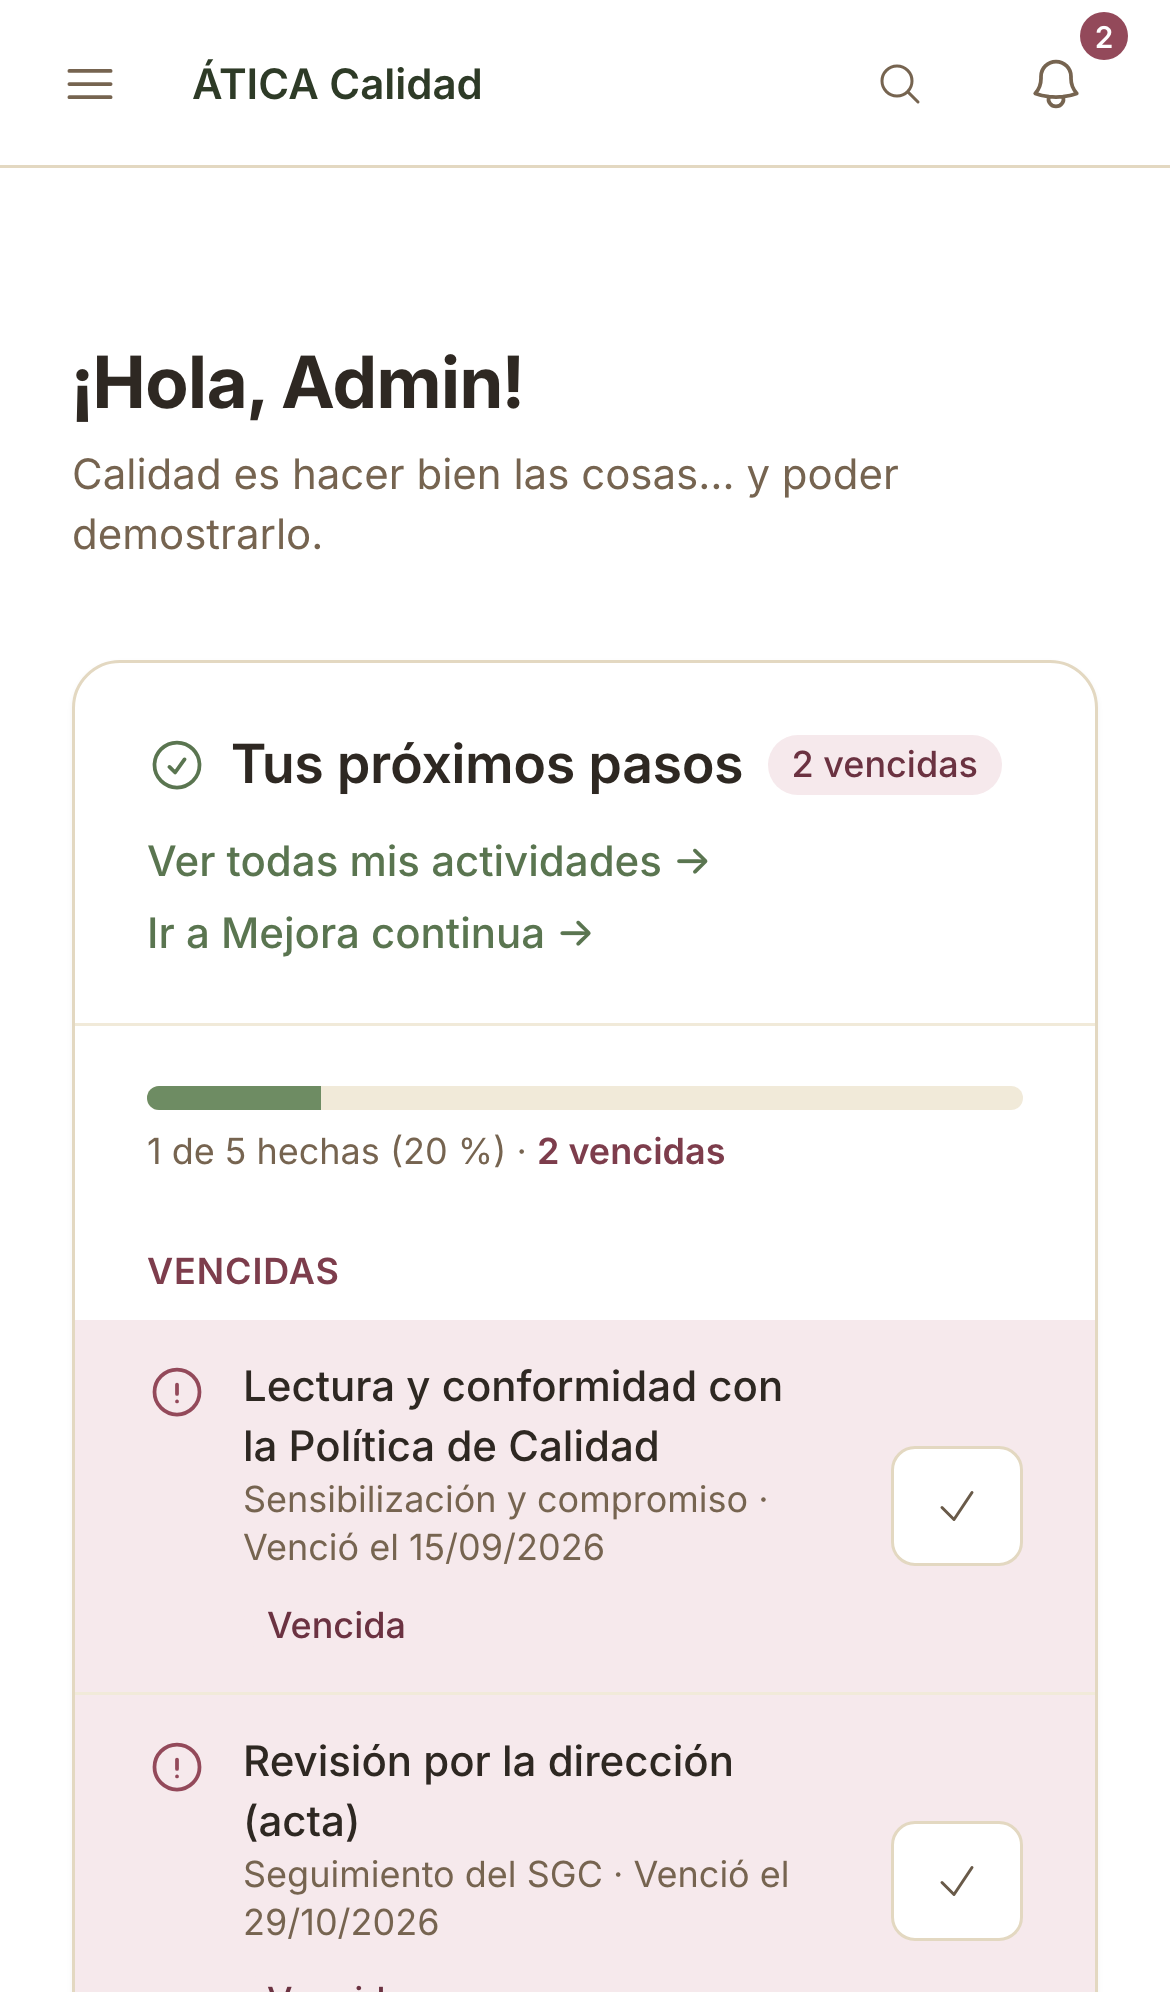 ÁTICA Calidad
2
¡Hola, Admin!
Calidad es hacer bien las cosas... y poder
demostrarlo.
Tus próximos pasos
2 vencidas
Ver todas mis actividades →
Ir a Mejora continua →
1 de 5 hechas (20 %) · 2 vencidas
VENCIDAS
Lectura y conformidad con
la Política de Calidad
Sensibilización y compromiso ·
Venció el 15/09/2026
Vencida
Revisión por la dirección
(acta)
Seguimiento del SGC · Venció el
29/10/2026